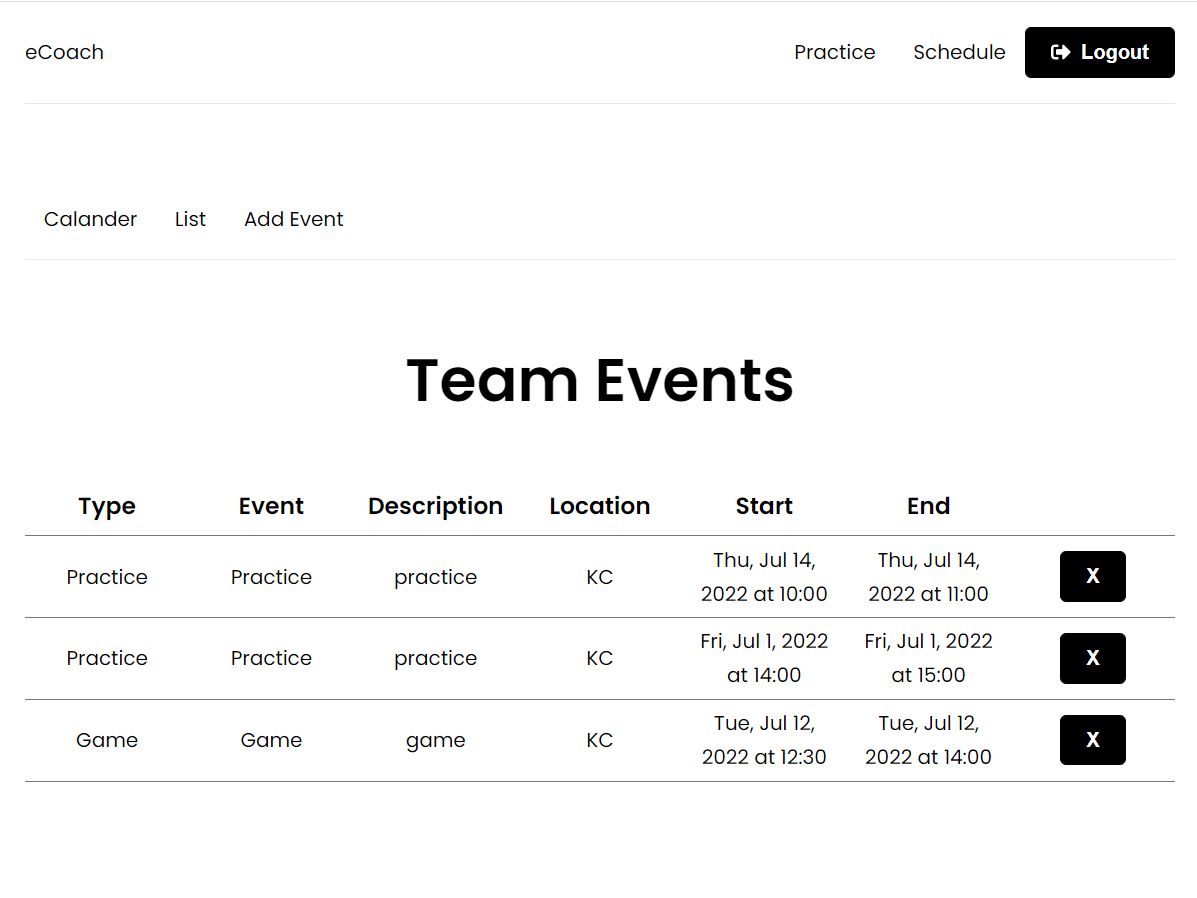 eCoach Practice Schedule Logout
Calander List Add Event
Team Events
Type Event Description Location Start End
Practice Practice practice KC Thu, Jul 14, 2022 at 10:00 Thu, Jul 14, 2022 at 11:00 X
Practice Practice practice KC Fri, Jul 1, 2022 at 14:00 Fri, Jul 1, 2022 at 15:00 X
Game Game game KC Tue, Jul 12, 2022 at 12:30 Tue, Jul 12, 2022 at 14:00 X